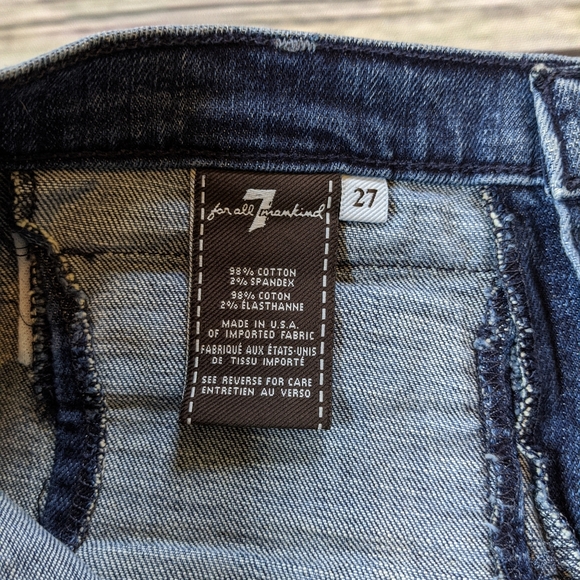 7
for all mankind
27
98% COTTON
2% SPANDEX
98% COTON
2% ÉLASTHANNE
MADE IN U.S.A.
OF IMPORTED FABRIC
FABRIQUÉ AUX ÉTATS-UNIS
DE TISSU IMPORTÉ
SEE REVERSE FOR CARE
ENTRETIEN AU VERSO